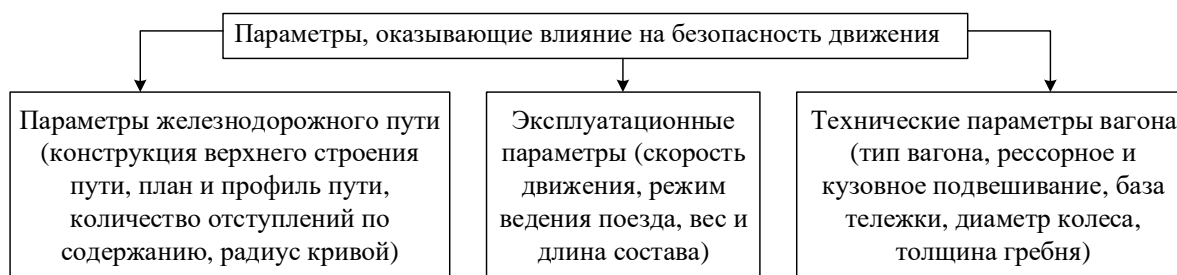 Параметры, оказывающие влияние на безопасность движения
Параметры железнодорожного пути
(конструкция верхнего строения
пути, план и профиль пути,
количество отступлений по
содержанию, радиус кривой)
Эксплуатационные
параметры (скорость
движения, режим
ведения поезда, вес и
длина состава)
Технические параметры вагона
(тип вагона, рессорное и
кузовное подвешивание, база
тележки, диаметр колеса,
толщина гребня)